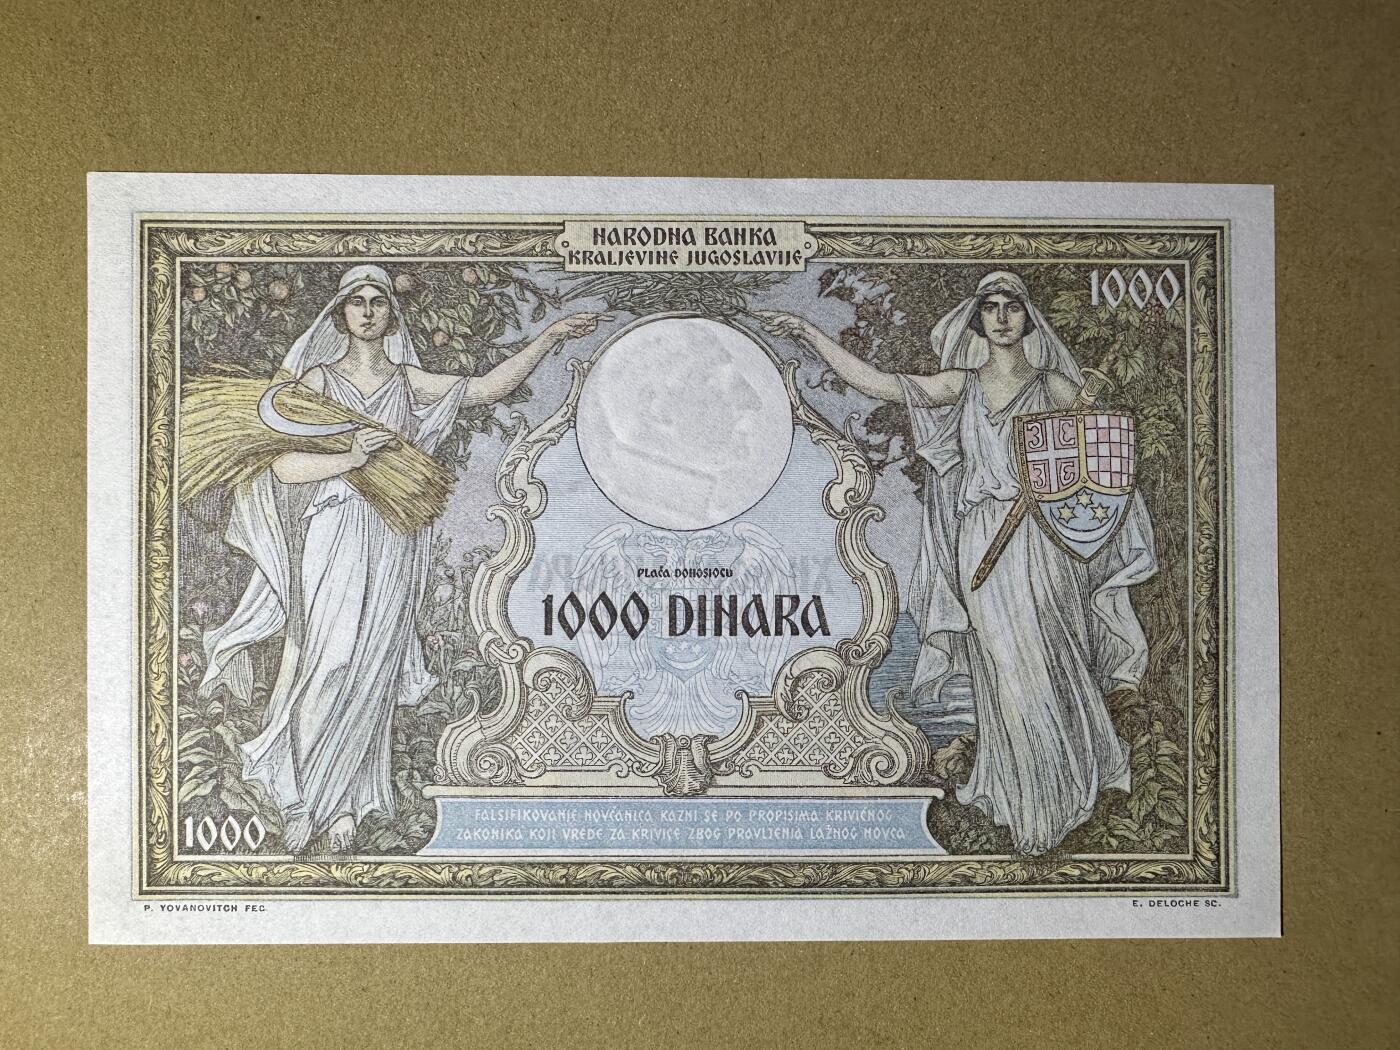 NARODNA BANKA
KRALJEVINE JUGOSLAVIJE
1000
PLAĆA DONOSIOCU
1000 DINARA
FALSIFIKOVANJE NOVČANICA KAZNI SE PO PROPISIMA KRIVIČNOG
ZAKONIKA KOJI VREDE ZA KRIVICE ZBOG PRAVLJENJA LAŽNOG NOVCA
1000
P. YOVANOVITCH FEC.
E. DELOCHE SC.